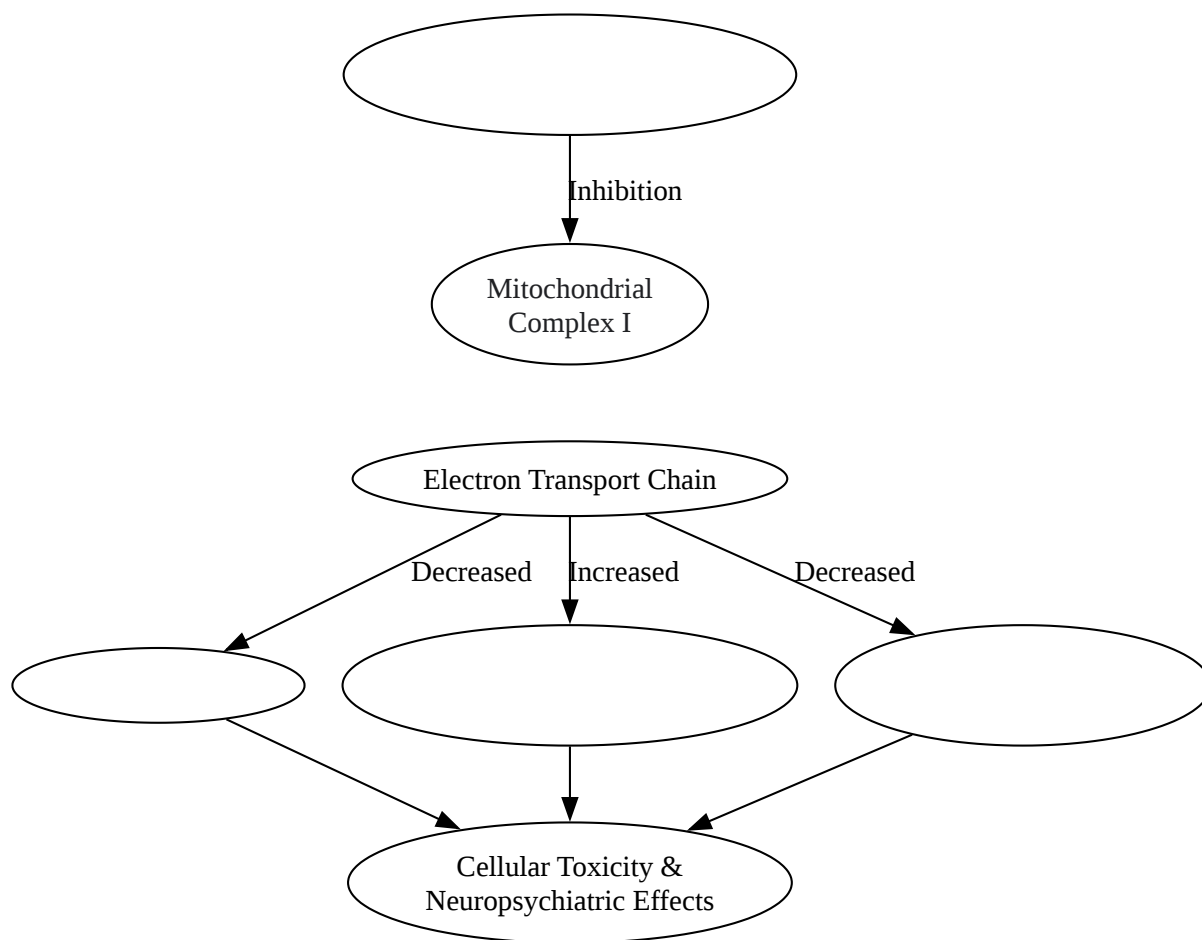 Inhibition
Mitochondrial
Complex I
Electron Transport Chain
Decreased
Increased
Decreased
Cellular Toxicity &
Neuropsychiatric Effects